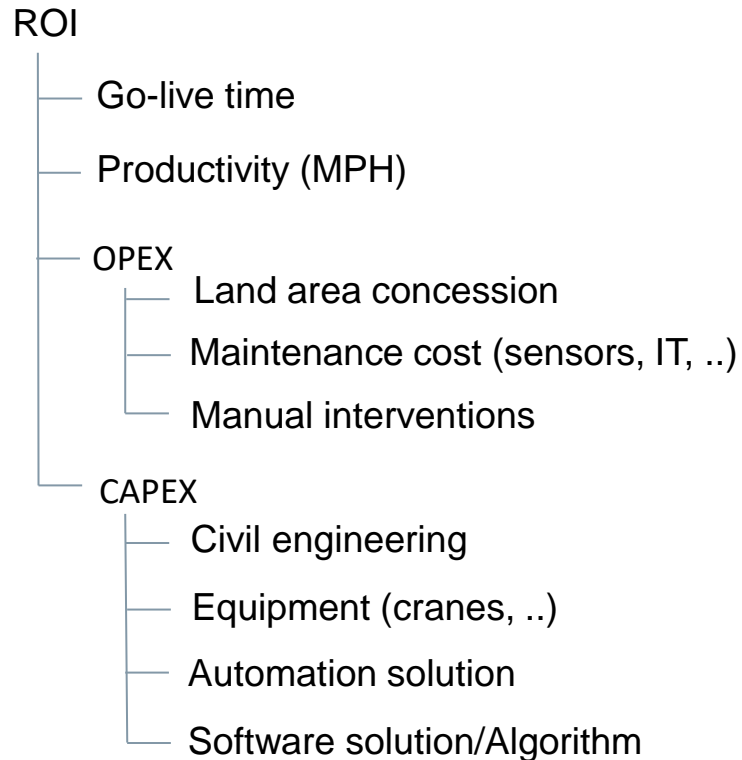 ROI
Go-live time
Productivity (MPH)
OPEX
Land area concession
Maintenance cost (sensors, IT, ..)
Manual interventions
CAPEX
Civil engineering
Equipment (cranes, ..)
Automation solution
Software solution/Algorithm